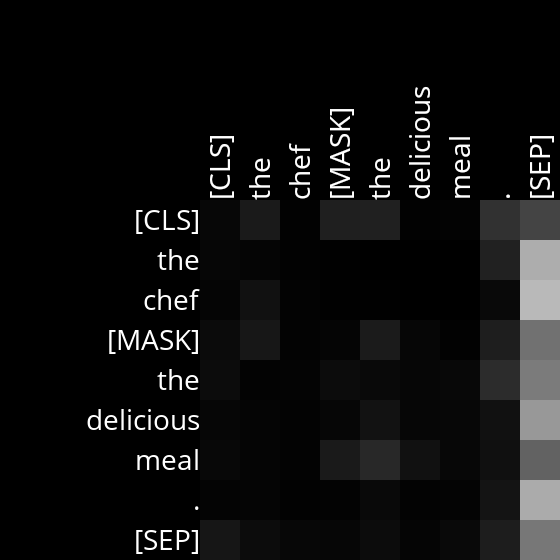 [CLS] the chef [MASK] the delicious meal . [SEP]
[CLS]
the
chef
[MASK]
the
delicious
meal
.
[SEP]